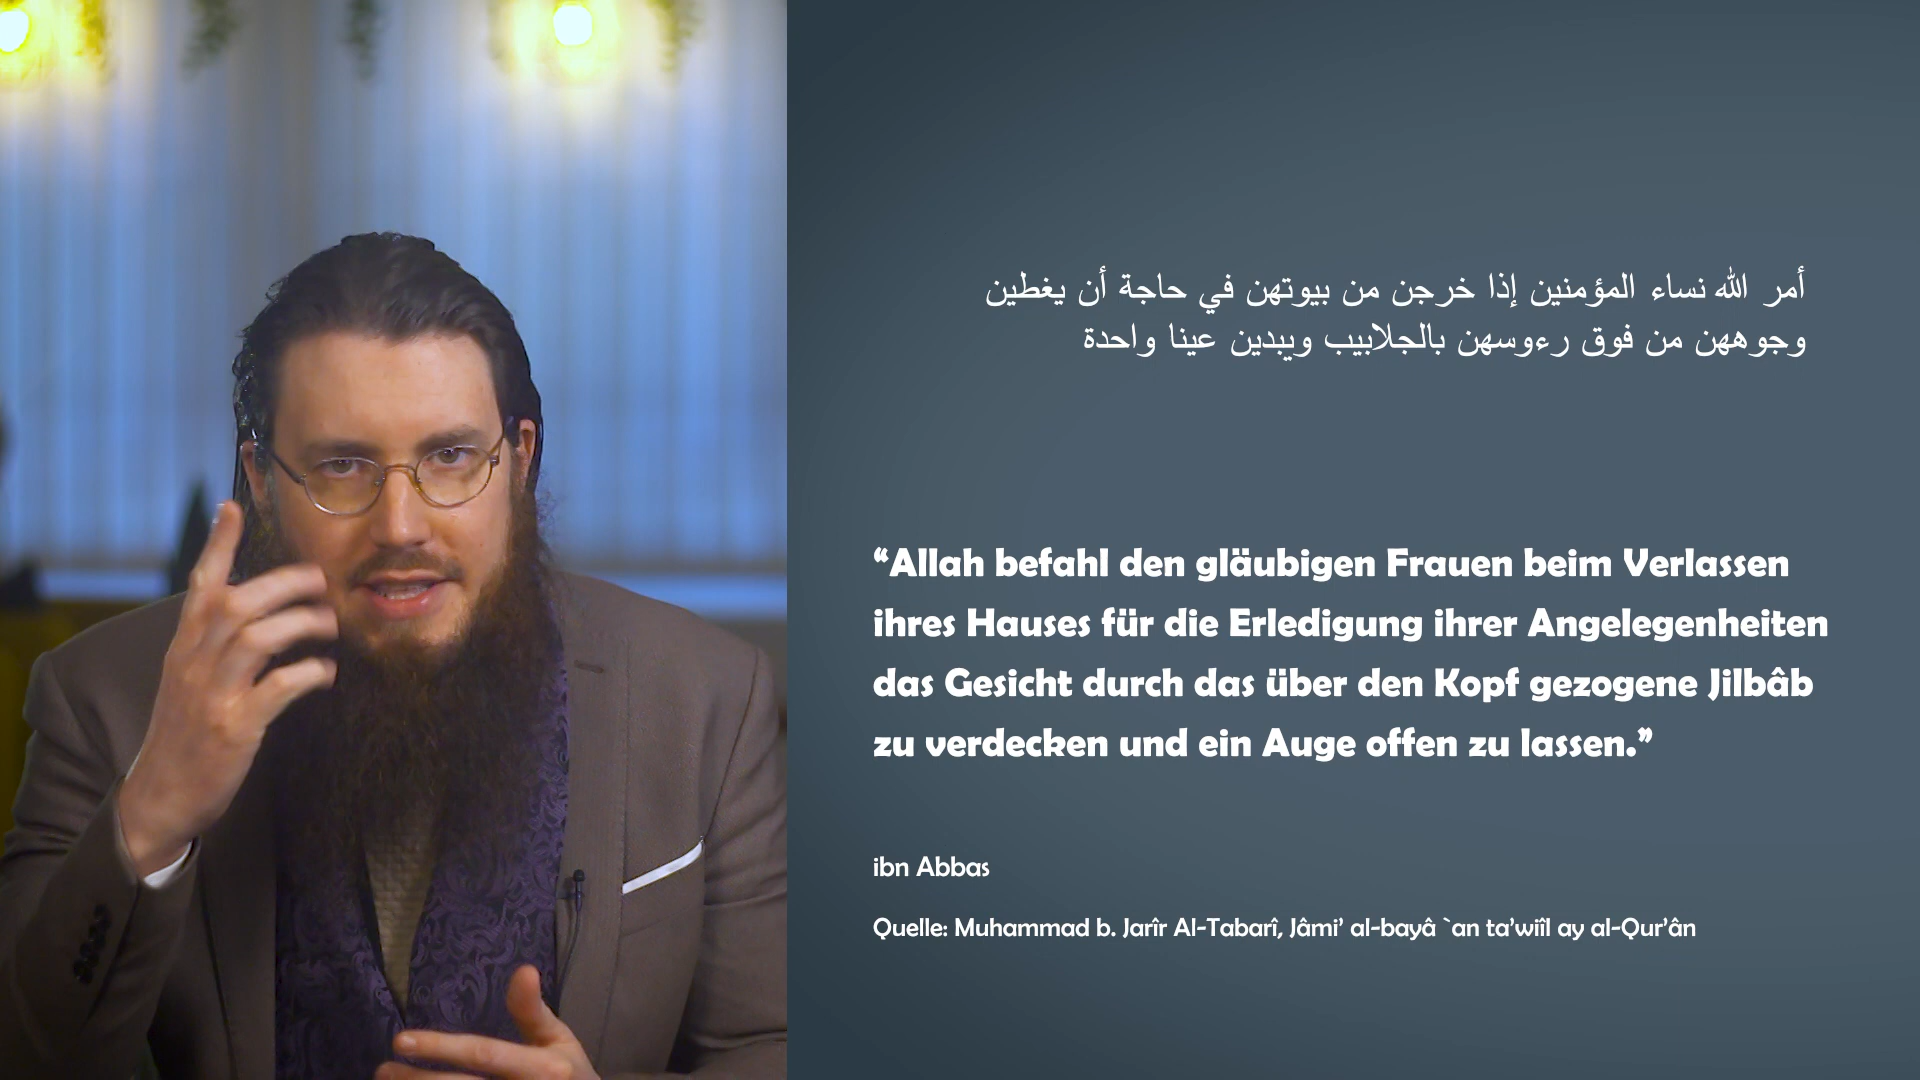 أمر الله نساء المؤمنين إذا خرجن من بيوتهن في حاجة أن يغطين
وجوههن من فوق رءوسهن بالجلابيب ويبدين عينا واحدة
“Allah befahl den gläubigen Frauen beim Verlassen
ihres Hauses für die Erledigung ihrer Angelegenheiten
das Gesicht durch das über den Kopf gezogene Jilbâb
zu verdecken und ein Auge offen zu lassen.”
ibn Abbas
Quelle: Muhammad b. Jarîr Al-Tabarî, Jâmi’ al-bayâ `an ta’wiîl ay al-Qur’ân